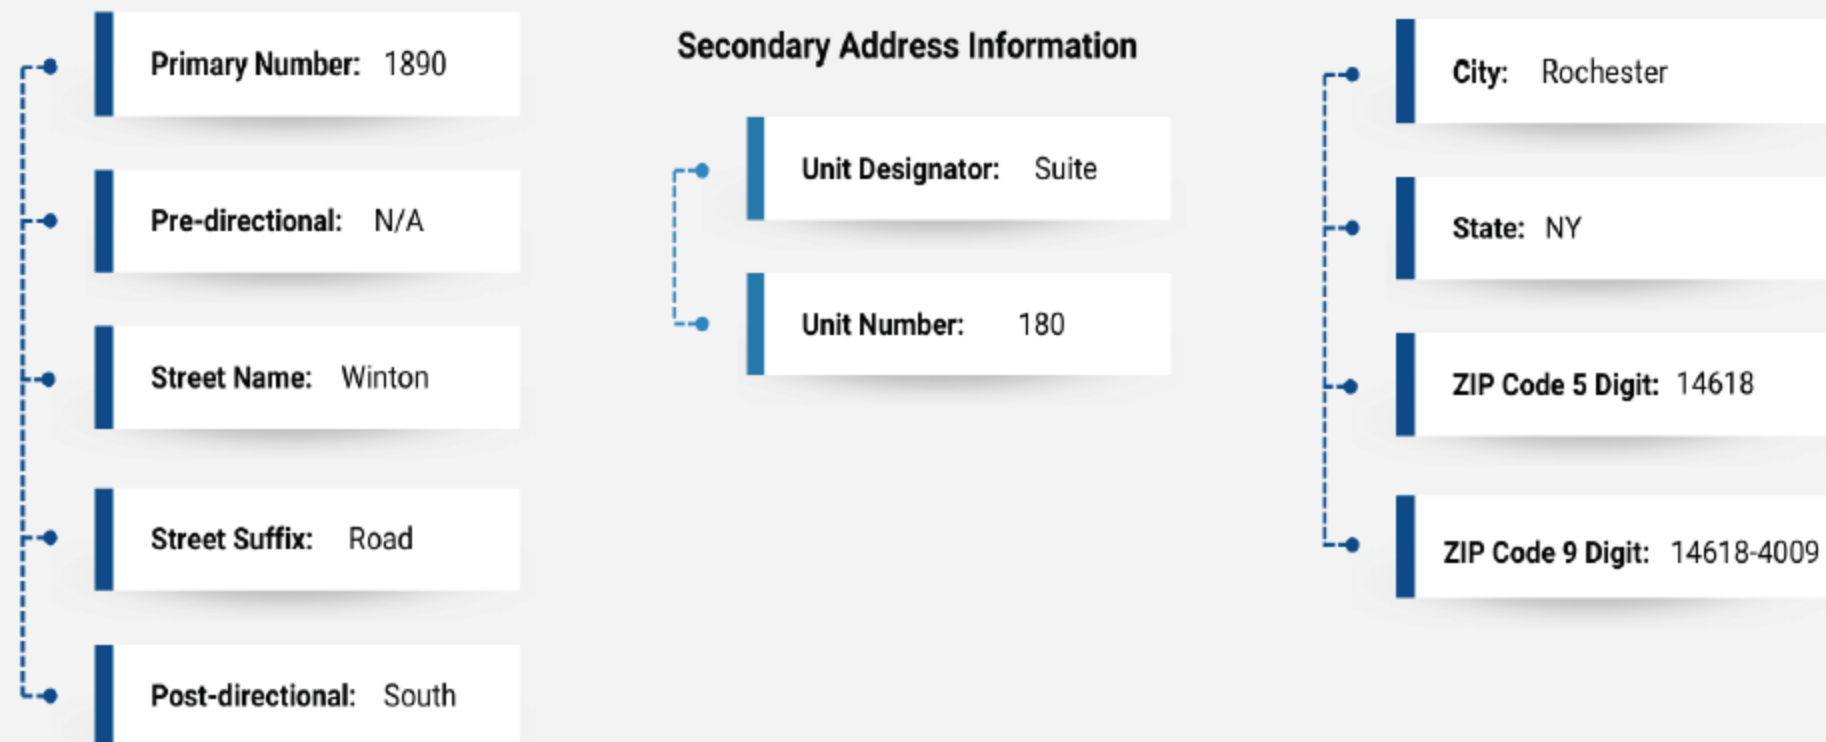 Primary Number: 1890
Pre-directional: N/A
Street Name: Winton
Street Suffix: Road
Post-directional: South
Secondary Address Information
Unit Designator: Suite
Unit Number: 180
City: Rochester
State: NY
ZIP Code 5 Digit: 14618
ZIP Code 9 Digit: 14618-4009